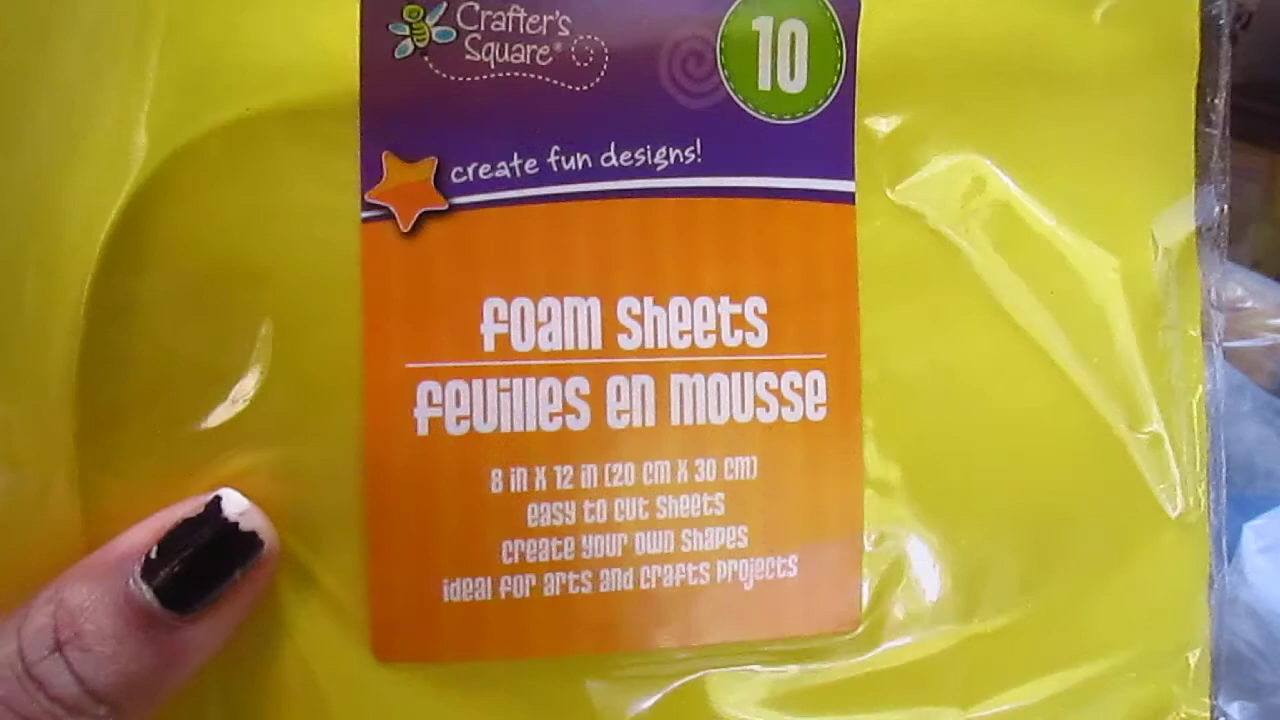 Crafter's
Square®
10
create fun designs!
foam sheets
feuilles en mousse
8 in x 12 in (20 cm x 30 cm)
easy to cut sheets
create your own shapes
ideal for arts and crafts projects